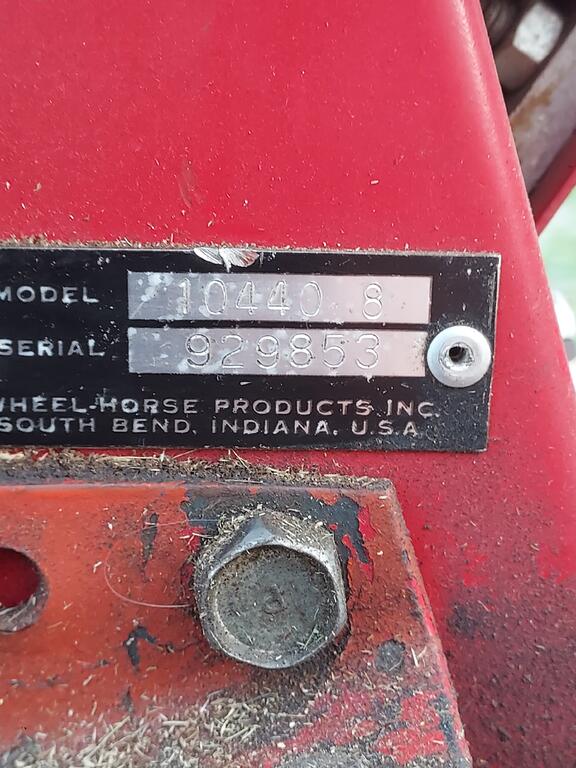 MODEL 10440 8
SERIAL 929853
WHEEL-HORSE PRODUCTS INC.
SOUTH BEND, INDIANA, U.S.A